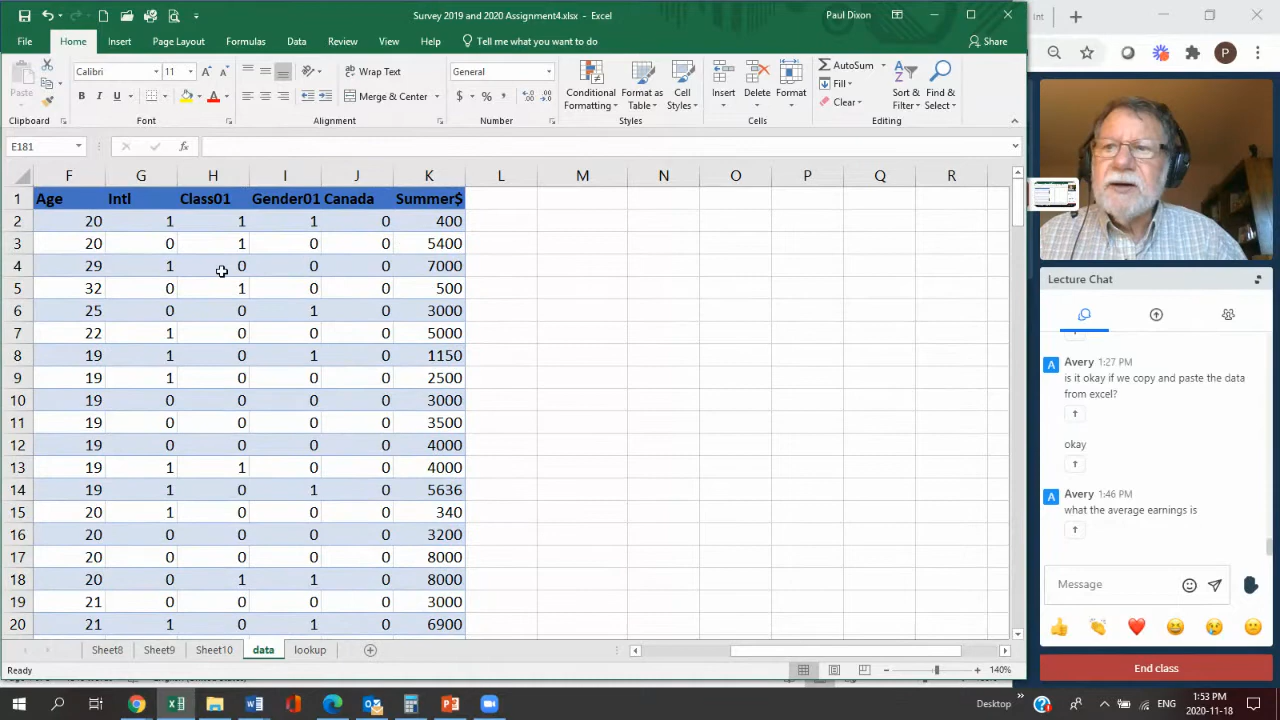 Survey 2019 and 2020 Assignment4.xlsx - Excel
Paul Dixon
File Home Insert Page Layout Formulas Data Review View Help Tell me what you want to do Share
Paste
Calibri 11
B I U
Wrap Text
Merge & Center
General
$ % ,
Conditional Formatting
Format as Table
Cell Styles
Insert
Delete
Format
AutoSum
Fill
Clear
Sort & Filter
Find & Select
Clipboard Font Alignment Number Styles Cells Editing
E181 fx
F G H I J K L M N O P Q R
1 Age Intl Class01 Gender01 Canada Summer$
2 20 1 1 1 0 400
3 20 0 1 0 0 5400
4 29 1 0 0 0 7000
5 32 0 1 0 0 500
6 25 0 0 1 0 3000
7 22 1 0 0 0 5000
8 19 1 0 1 0 1150
9 19 1 0 0 0 2500
10 19 0 0 0 0 3000
11 19 0 0 0 0 3500
12 19 0 0 0 0 4000
13 19 1 1 0 0 4000
14 19 1 0 1 0 5636
15 20 1 0 0 0 340
16 20 0 0 0 0 3200
17 20 0 0 0 0 8000
18 20 0 1 1 0 8000
19 21 0 0 0 0 3000
20 21 1 0 1 0 6900
Sheet8 Sheet9 Sheet10 data lookup
Ready
140%
Int
P
Lecture Chat
A Avery 1:27 PM
is it okay if we copy and paste the data
from excel?
okay
A Avery 1:46 PM
what the average earnings is
Message
End class
Desktop
ENG
1:53 PM
2020-11-18